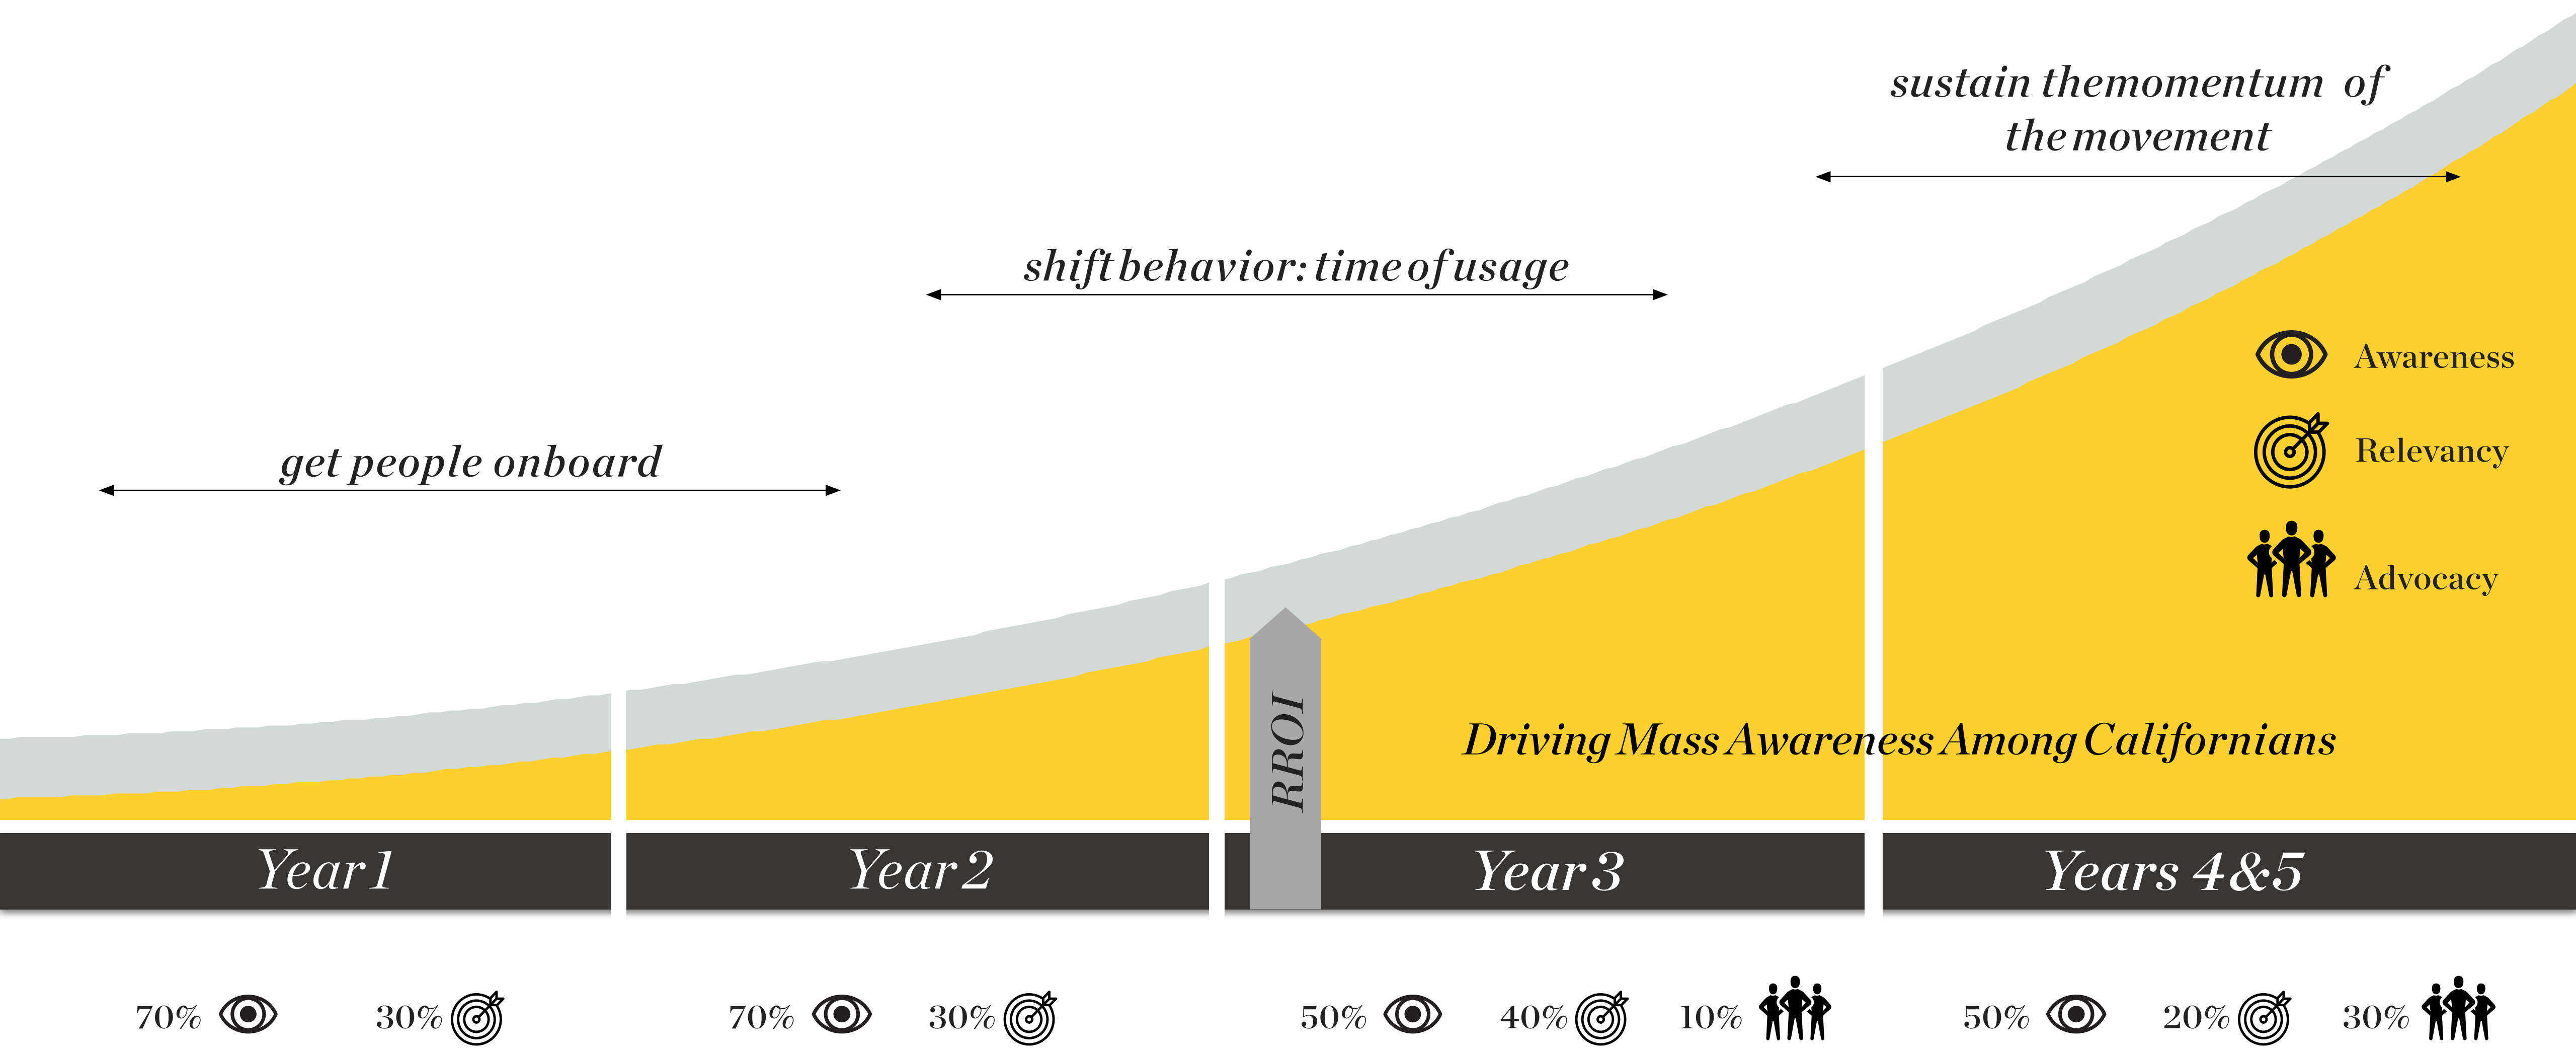 sustain themomentum of
the movement
shift behavior: time of usage
get people onboard
Awareness
Relevancy
Advocacy
RROI
Driving Mass Awareness Among Californians
Year 1
Year 2
Year 3
Years 4&5
70% 30%
70% 30%
50% 40% 10%
50% 20% 30%